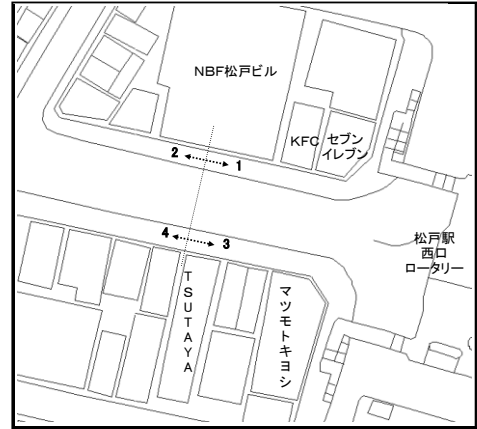 NBF松戸ビル
KFC
セブン
イレブン
2
1
4
3
松戸駅
西口
ロータリー
TSUTAYA
マツモトキヨシ